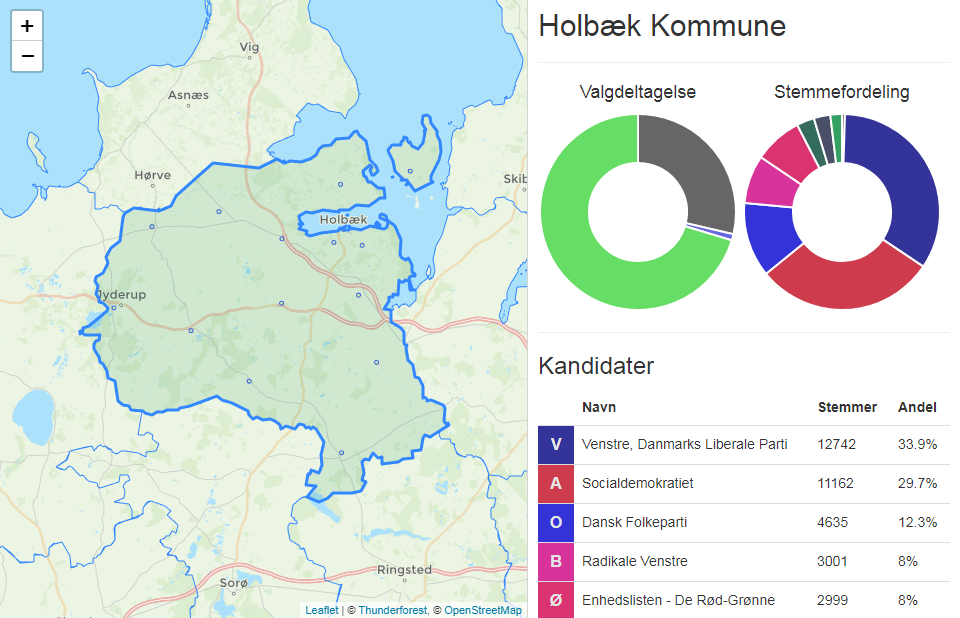 +
−
Vig
Asnæs
Hørve
Skib
Holbæk
Jyderup
Ringsted
Sorø
Leaflet | © Thunderforest, © OpenStreetMap
Holbæk Kommune
Valgdeltagelse
Stemmefordeling
Kandidater
Navn Stemmer Andel
V Venstre, Danmarks Liberale Parti 12742 33.9%
A Socialdemokratiet 11162 29.7%
O Dansk Folkeparti 4635 12.3%
B Radikale Venstre 3001 8%
Ø Enhedslisten - De Rød-Grønne 2999 8%